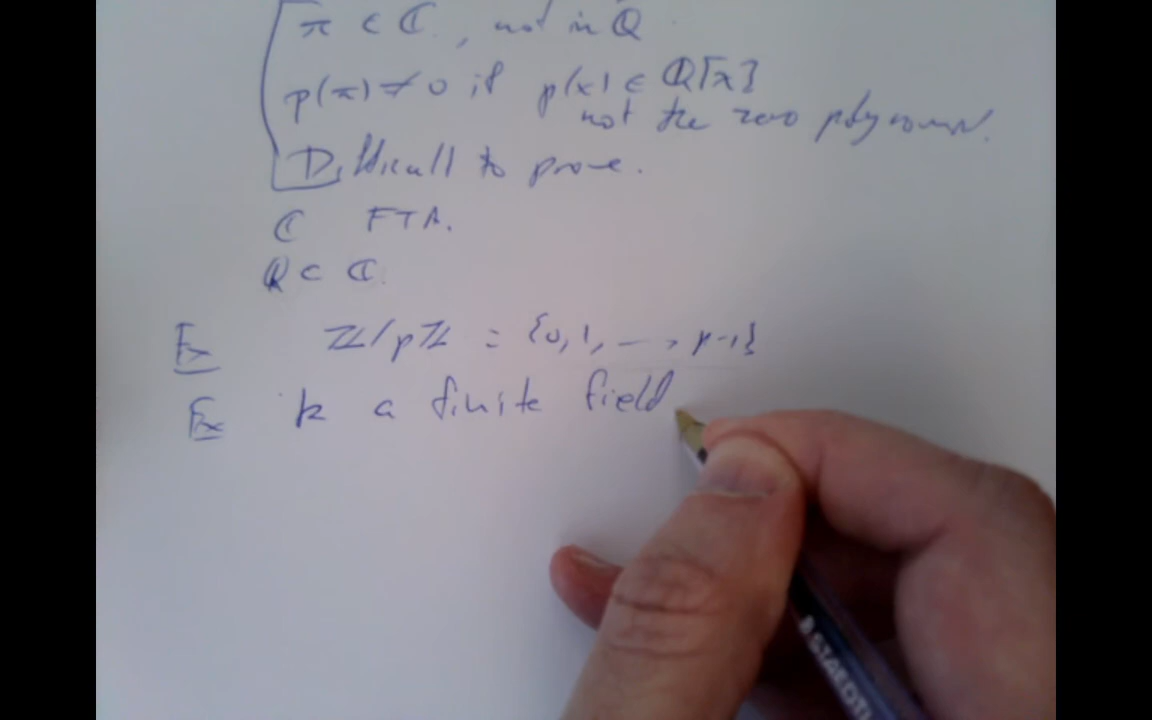 π ∈ ℂ, not in ℚ
p(π) ≠ 0 if p(x) ∈ ℚ[x]
not the zero polynomial.
Difficult to prove.
ℂ FTA.
ℚ ⊂ ℂ.
Ex ℤ/pℤ = {0,1, ..., p-1}
Ex k a finite field
STAEDTL